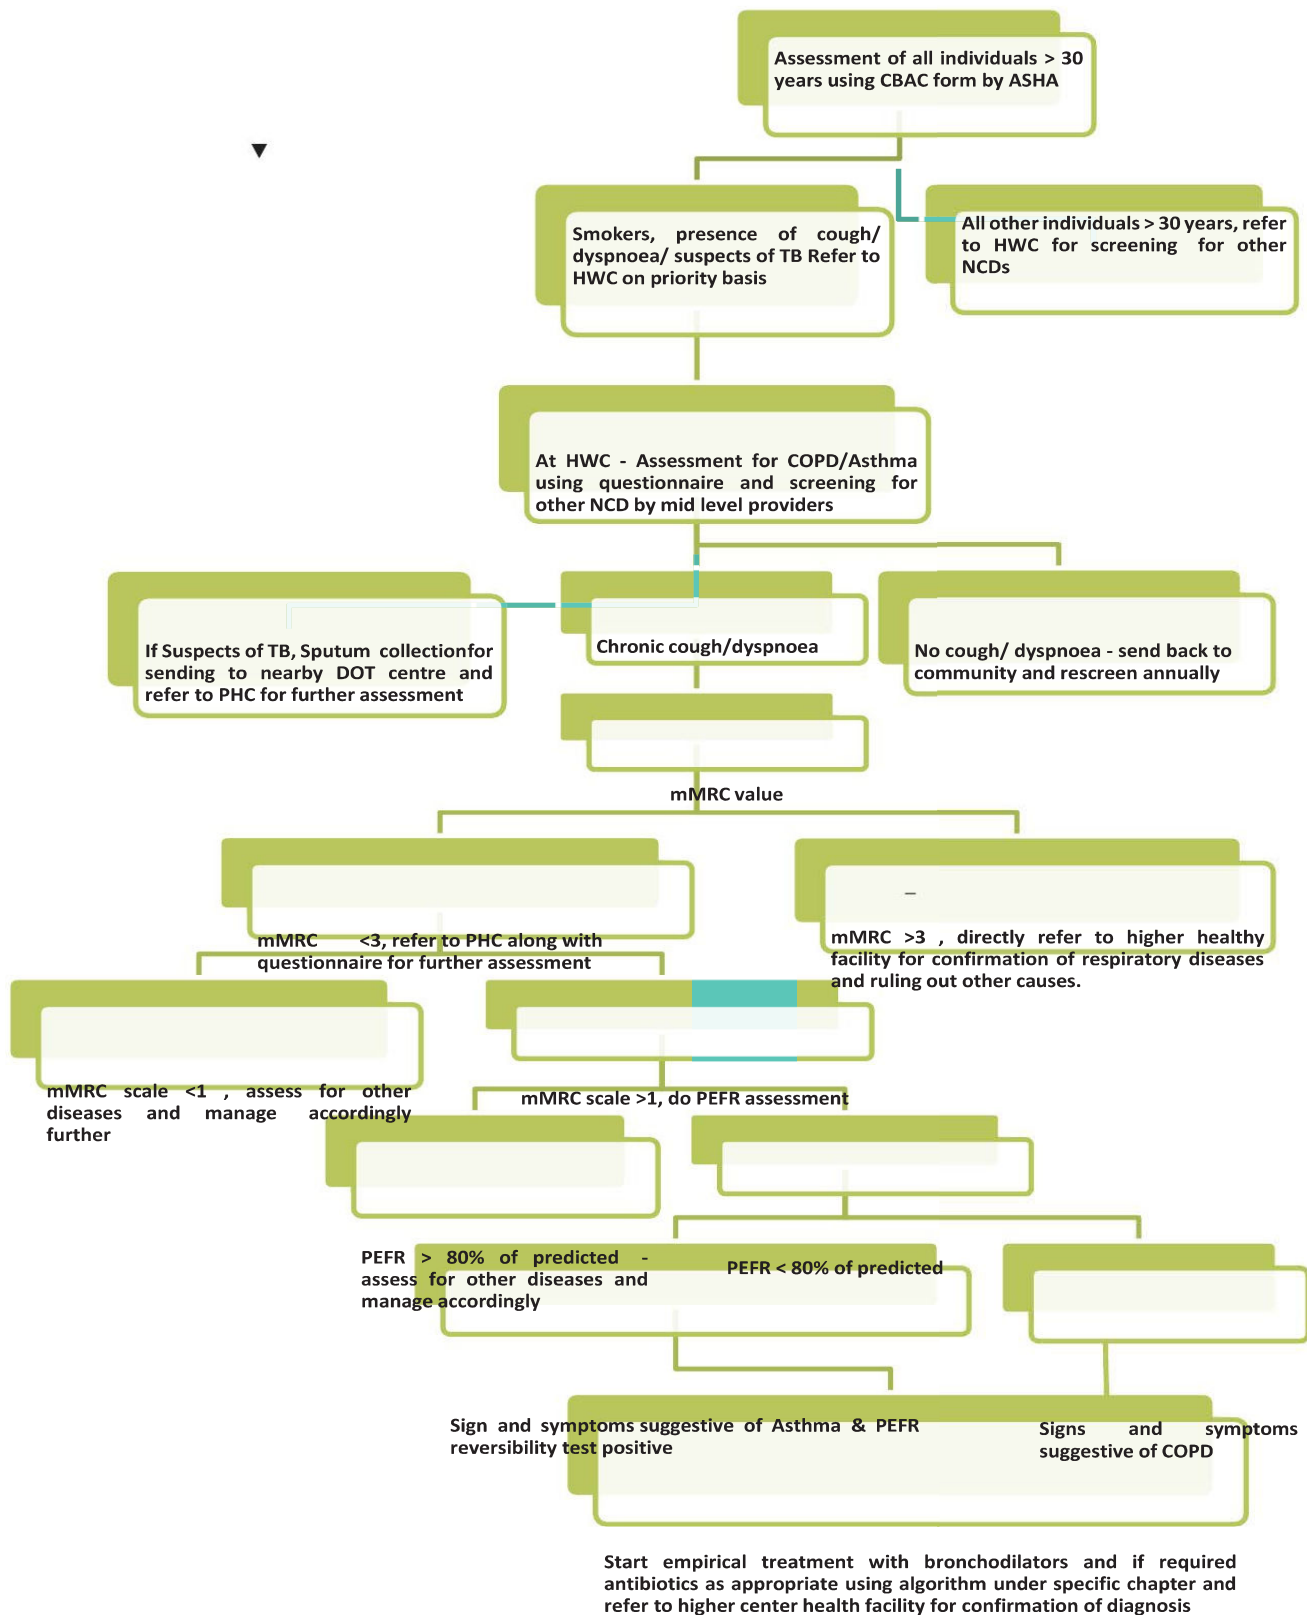 Assessment of all individuals > 30
years using CBAC form by ASHA
Smokers, presence of cough/
dyspnoea/ suspects of TB Refer to
HWC on priority basis
All other individuals > 30 years, refer
to HWC for screening for other
NCDs
At HWC - Assessment for COPD/Asthma
using questionnaire and screening for
other NCD by mid level providers
If Suspects of TB, Sputum collectionfor
sending to nearby DOT centre and
refer to PHC for further assessment
Chronic cough/dyspnoea
No cough/ dyspnoea - send back to
community and rescreen annually
mMRC value
mMRC <3, refer to PHC along with
questionnaire for further assessment
mMRC >3 , directly refer to higher healthy
facility for confirmation of respiratory diseases
and ruling out other causes.
mMRC scale <1 , assess for other
diseases and manage accordingly
further
mMRC scale >1, do PEFR assessment
PEFR > 80% of predicted -
assess for other diseases and
manage accordingly
PEFR < 80% of predicted
Sign and symptoms suggestive of Asthma & PEFR
reversibility test positive
Signs and symptoms
suggestive of COPD
Start empirical treatment with bronchodilators and if required
antibiotics as appropriate using algorithm under specific chapter and
refer to higher center health facility for confirmation of diagnosis